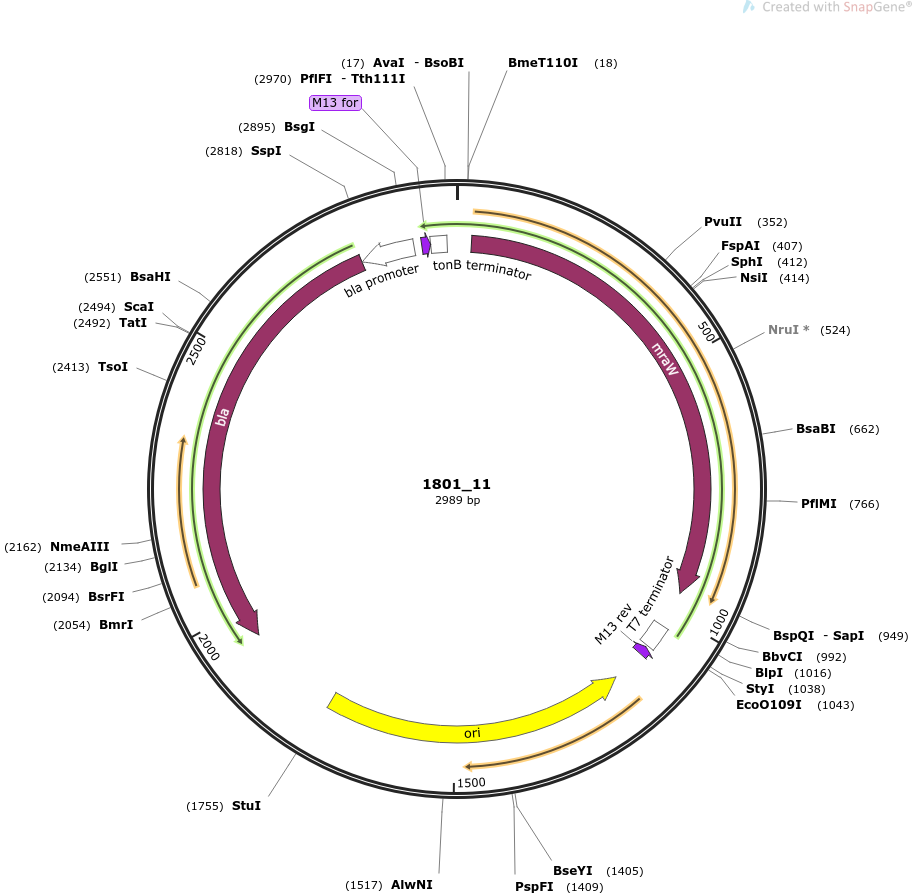 Created with SnapGene®
(17) AvaI - BsoBI
BmeT110I (18)
(2970) PflFI - Tth111I
M13 for
(2895) BsgI
(2818) SspI
PvuII (352)
FspAI (407)
SphI (412)
NsiI (414)
bla promoter
tonB terminator
(2551) BsaHI
(2494) ScaI
(2492) TatI
2500
500
NruI * (524)
mraW
(2413) TsoI
bla
BsaBI (662)
1801_11
2989 bp
PflMI (766)
(2162) NmeAIII
(2134) BglI
(2094) BsrFI
(2054) BmrI
2000
M13 rev
T7 terminator
1000
BspQI - SapI (949)
BbvCI (992)
BlpI (1016)
StyI (1038)
EcoO109I (1043)
ori
1500
(1755) StuI
BseYI (1405)
(1517) AlwNI
PspFI (1409)